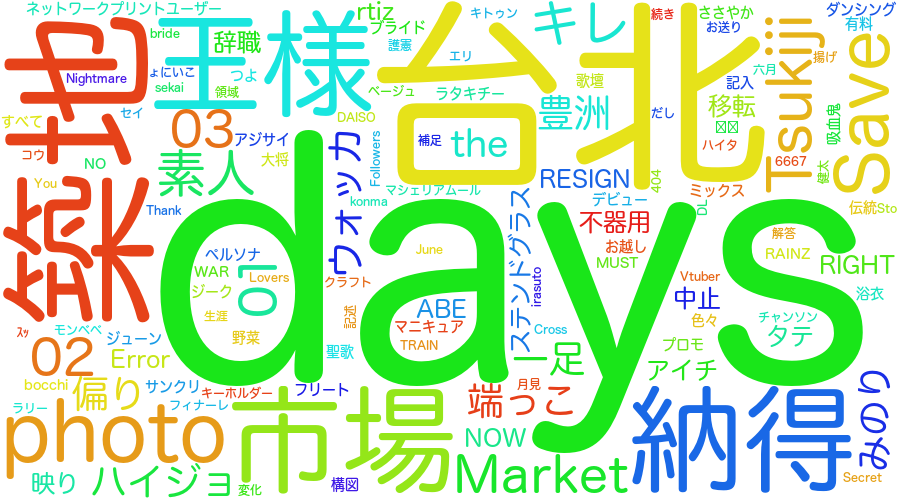 ネットワークプリントユーザー
bride
rtiz
ブライド
護憲
キトゥン
エリ
キレ
続き
お送り
ささやか
ダンシング
有料
揚げ
築地
王様
辞職
台北
Tsukiji
Save
Nightmare
ょにいこ
sekai
つよ
領域
ベージュ
ラタキチー
歌壇
六月
記入
移転
豊洲
すべて
セイ
コウ
NO
03
アジサイ
大将
DAISO
Followers
補足
the
だし
ハイタ
6667
吸血鬼
健太
素人
ウォッカ
konma
マシェリアムール
RESIGN
デビュー
404
DL
ミックス
伝統Sto
You
Thank
days
不器用
お越し
MUST
解答
RAINZ
RIGHT
ペルソナ
WAR
ジーク
01
Lovers
クラフト
June
ステンドグラス
irasuto
Vtuber
中止
浴衣
生涯
記述
ABE
マニキュア
Cross
色々
チャンソン
タテ
ｽｯ
モンペペ
ジューン
野菜
聖歌
TRAIN
一足
プロモ
アイチ
02
Error
bocchi
偏り
サンクリ
キーホルダー
フリート
端っこ
月見
みのり
ラリー
フィナーレ
photo
市場
NOW
納得
映り
ハイジョ
変化
構図
Market
Secret